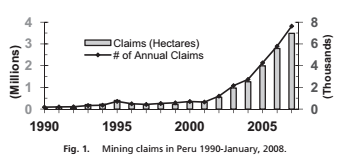 4 8
(Millions)
3 6
2 4
1 2
0 0
(Thousands)
Claims (Hectares)
# of Annual Claims
1990 1995 2000 2005
Fig. 1. Mining claims in Peru 1990-January, 2008.